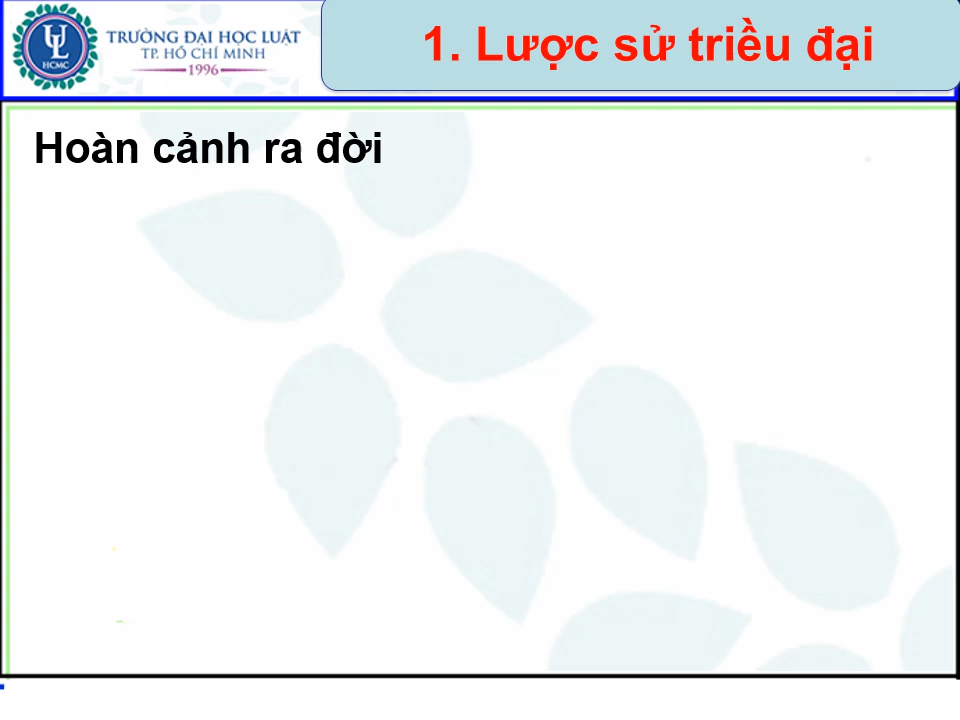 TRƯỜNG ĐẠI HỌC LUẬT
TP. HỒ CHÍ MINH
1996
UL
HCMC
1. Lược sử triều đại
Hoàn cảnh ra đời